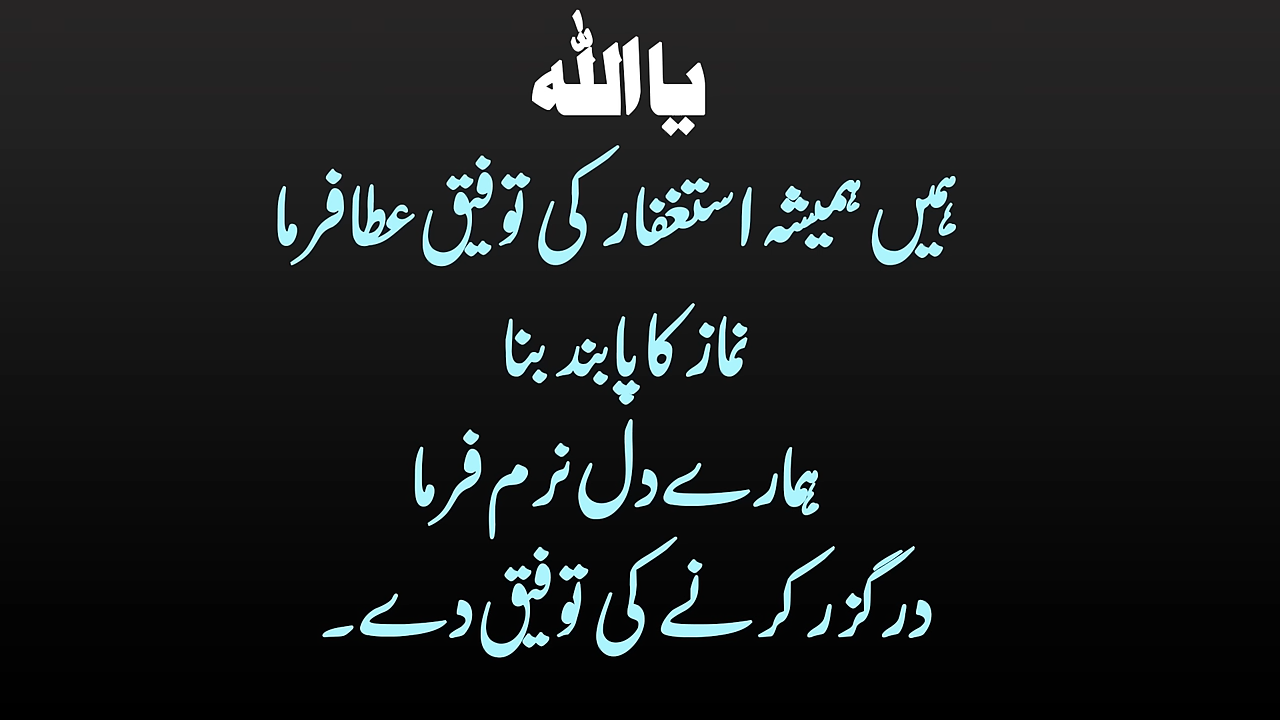 یا اللہ
ہمیں ہمیشہ استغفار کی توفیق عطا فرما
نماز کا پابند بنا
ہمارے دل نرم فرما
درگزر کرنے کی توفیق دے۔